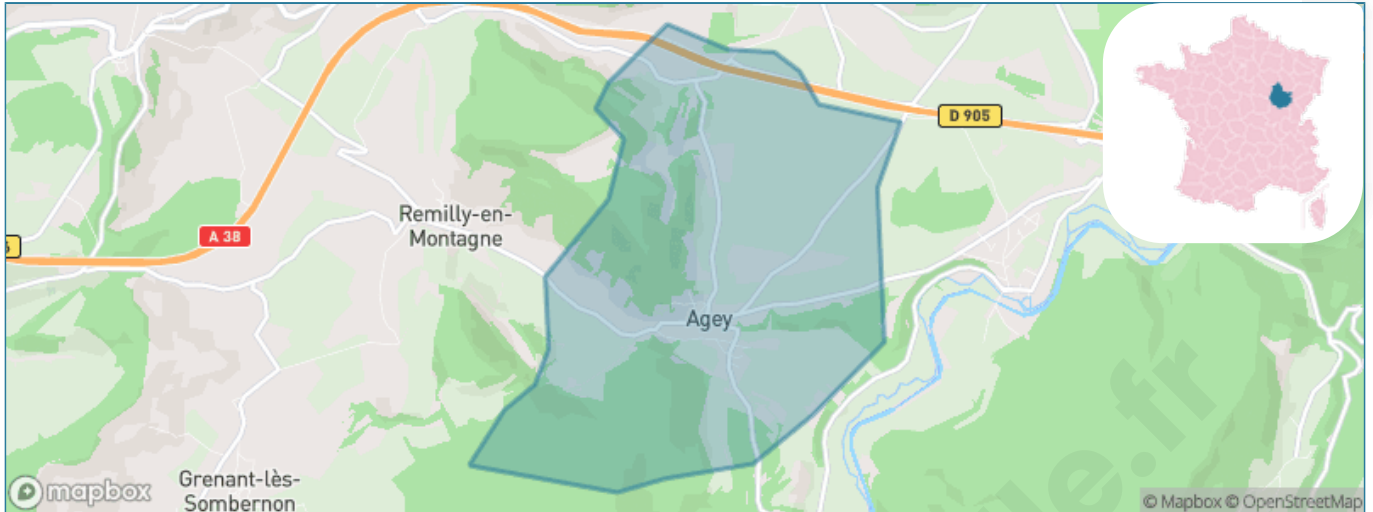 D 905
Remilly-en-
Montagne
A 38
Agey
Grenant-lès-
Sombernon
mapbox
© Mapbox © OpenStreetMap